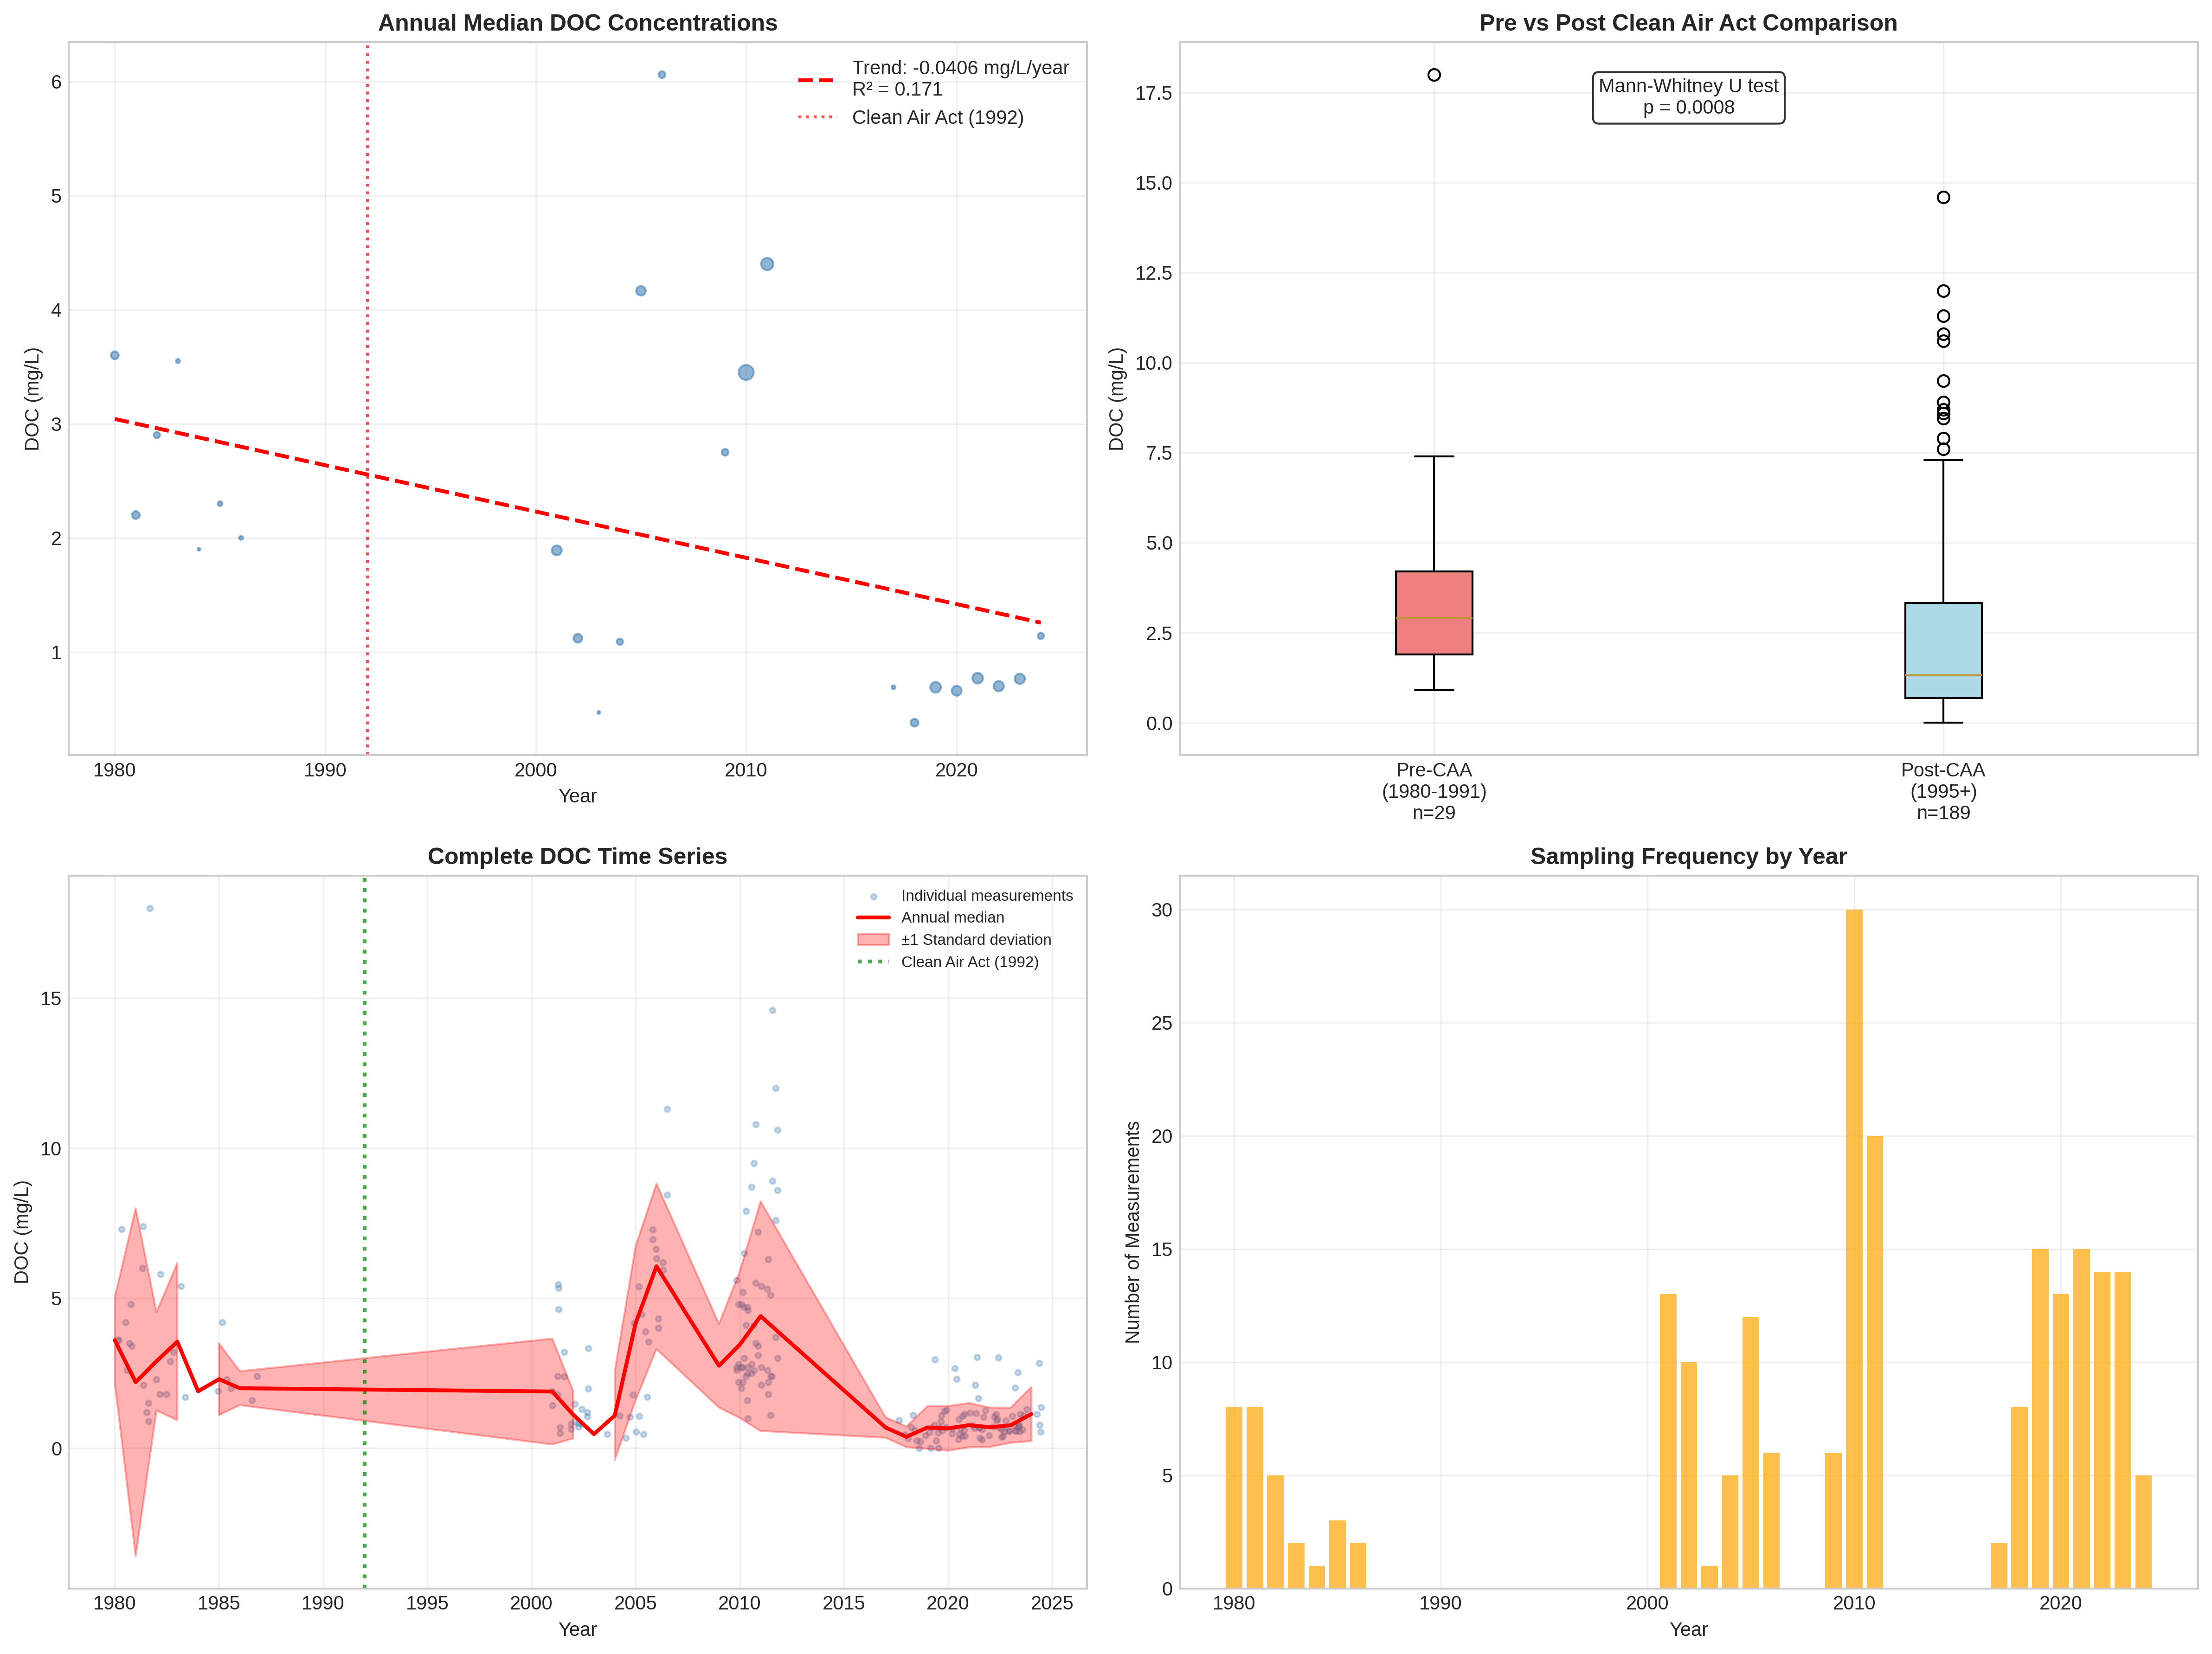 Annual Median DOC Concentrations
Trend: -0.0406 mg/L/year
R² = 0.171
Clean Air Act (1992)
6
5
4
3
2
1
DOC (mg/L)
1980
1990
2000
2010
2020
Year
Pre vs Post Clean Air Act Comparison
Mann-Whitney U test
p = 0.0008
17.5
15.0
12.5
10.0
7.5
5.0
2.5
0.0
DOC (mg/L)
Pre-CAA
(1980-1991)
n=29
Post-CAA
(1995+)
n=189
Complete DOC Time Series
Individual measurements
Annual median
±1 Standard deviation
Clean Air Act (1992)
15
10
5
0
DOC (mg/L)
1980
1985
1990
1995
2000
2005
2010
2015
2020
2025
Year
Sampling Frequency by Year
30
25
20
15
10
5
0
Number of Measurements
1980
1990
2000
2010
2020
Year